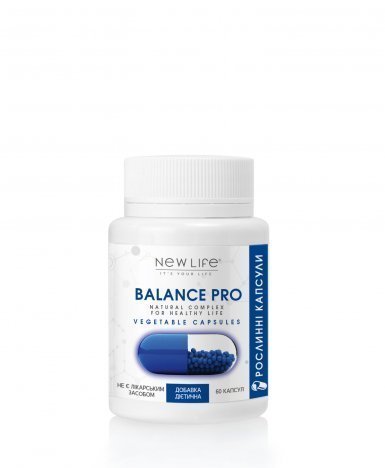 NEW LIFE®
IT'S YOUR LIFE
BALANCE PRO
NATURAL COMPLEX
FOR HEALTHY LIFE
VEGETABLE CAPSULES
НЕ Є ЛІКАРСЬКИМ
ЗАСОБОМ
ДОБАВКА
ДІЄТИЧНА
60 КАПСУЛ
РОСЛИННІ КАПСУЛИ